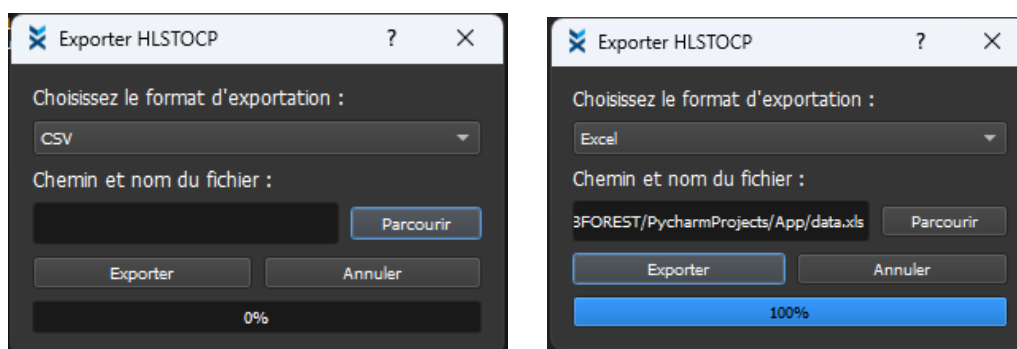 Exporter HLSTOCP ?
Choisissez le format d'exportation :
CSV
Chemin et nom du fichier :
Parcourir
Exporter Annuler
0%
Exporter HLSTOCP ?
Choisissez le format d'exportation :
Excel
Chemin et nom du fichier :
FOREST/PycharmProjects/App/data.xls Parcourir
Exporter Annuler
100%